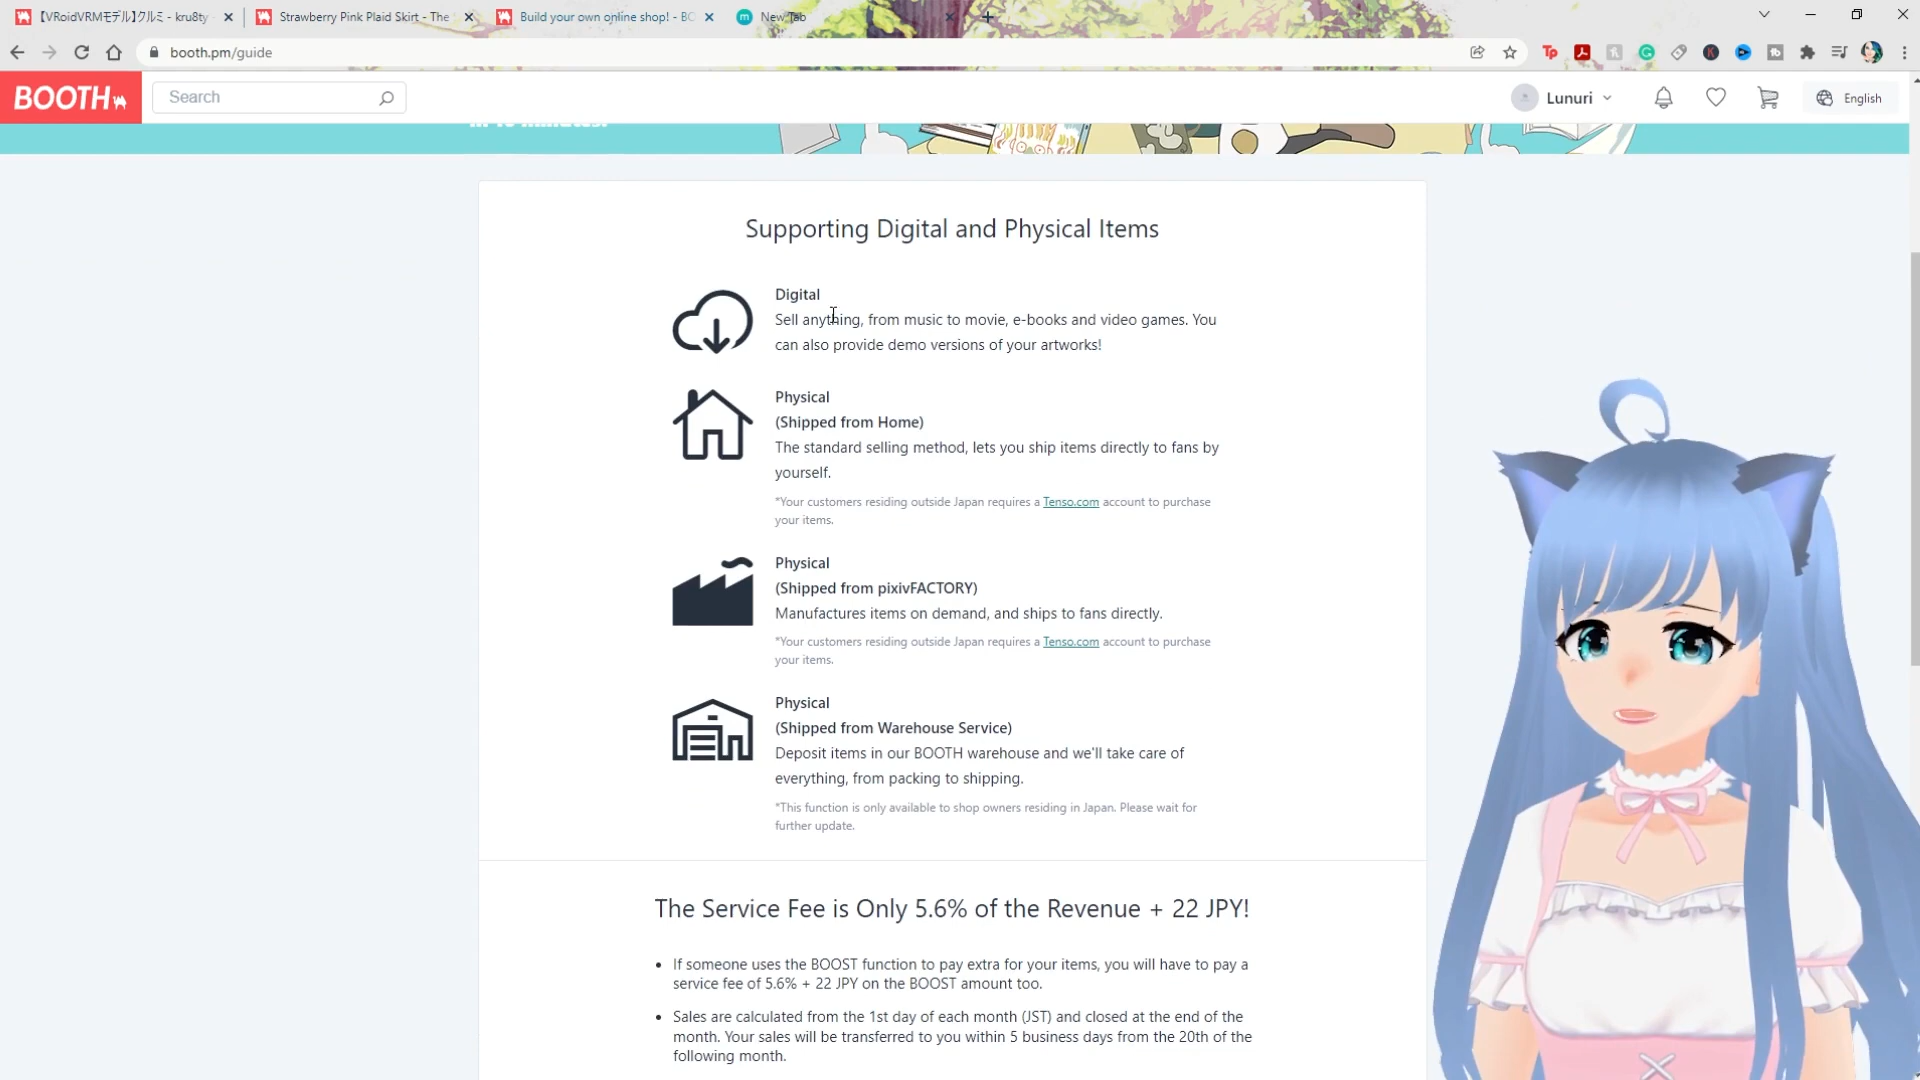 【VRoidVRMモデル】クルミ - kru8ty
Strawberry Pink Plaid Skirt - The
Build your own online shop! - BO
New Tab
booth.pm/guide
BOOTH
Search
Lunuri
English
Supporting Digital and Physical Items
Digital
Sell anything, from music to movie, e-books and video games. You
can also provide demo versions of your artworks!
Physical
(Shipped from Home)
The standard selling method, lets you ship items directly to fans by
yourself.
*Your customers residing outside Japan requires a Tenso.com account to purchase
your items.
Physical
(Shipped from pixivFACTORY)
Manufactures items on demand, and ships to fans directly.
*Your customers residing outside Japan requires a Tenso.com account to purchase
your items.
Physical
(Shipped from Warehouse Service)
Deposit items in our BOOTH warehouse and we'll take care of
everything, from packing to shipping.
*This function is only available to shop owners residing in Japan. Please wait for
further update.
The Service Fee is Only 5.6% of the Revenue + 22 JPY!
• If someone uses the BOOST function to pay extra for your items, you will have to pay a
service fee of 5.6% + 22 JPY on the BOOST amount too.
• Sales are calculated from the 1st day of each month (JST) and closed at the end of the
month. Your sales will be transferred to you within 5 business days from the 20th of the
following month.